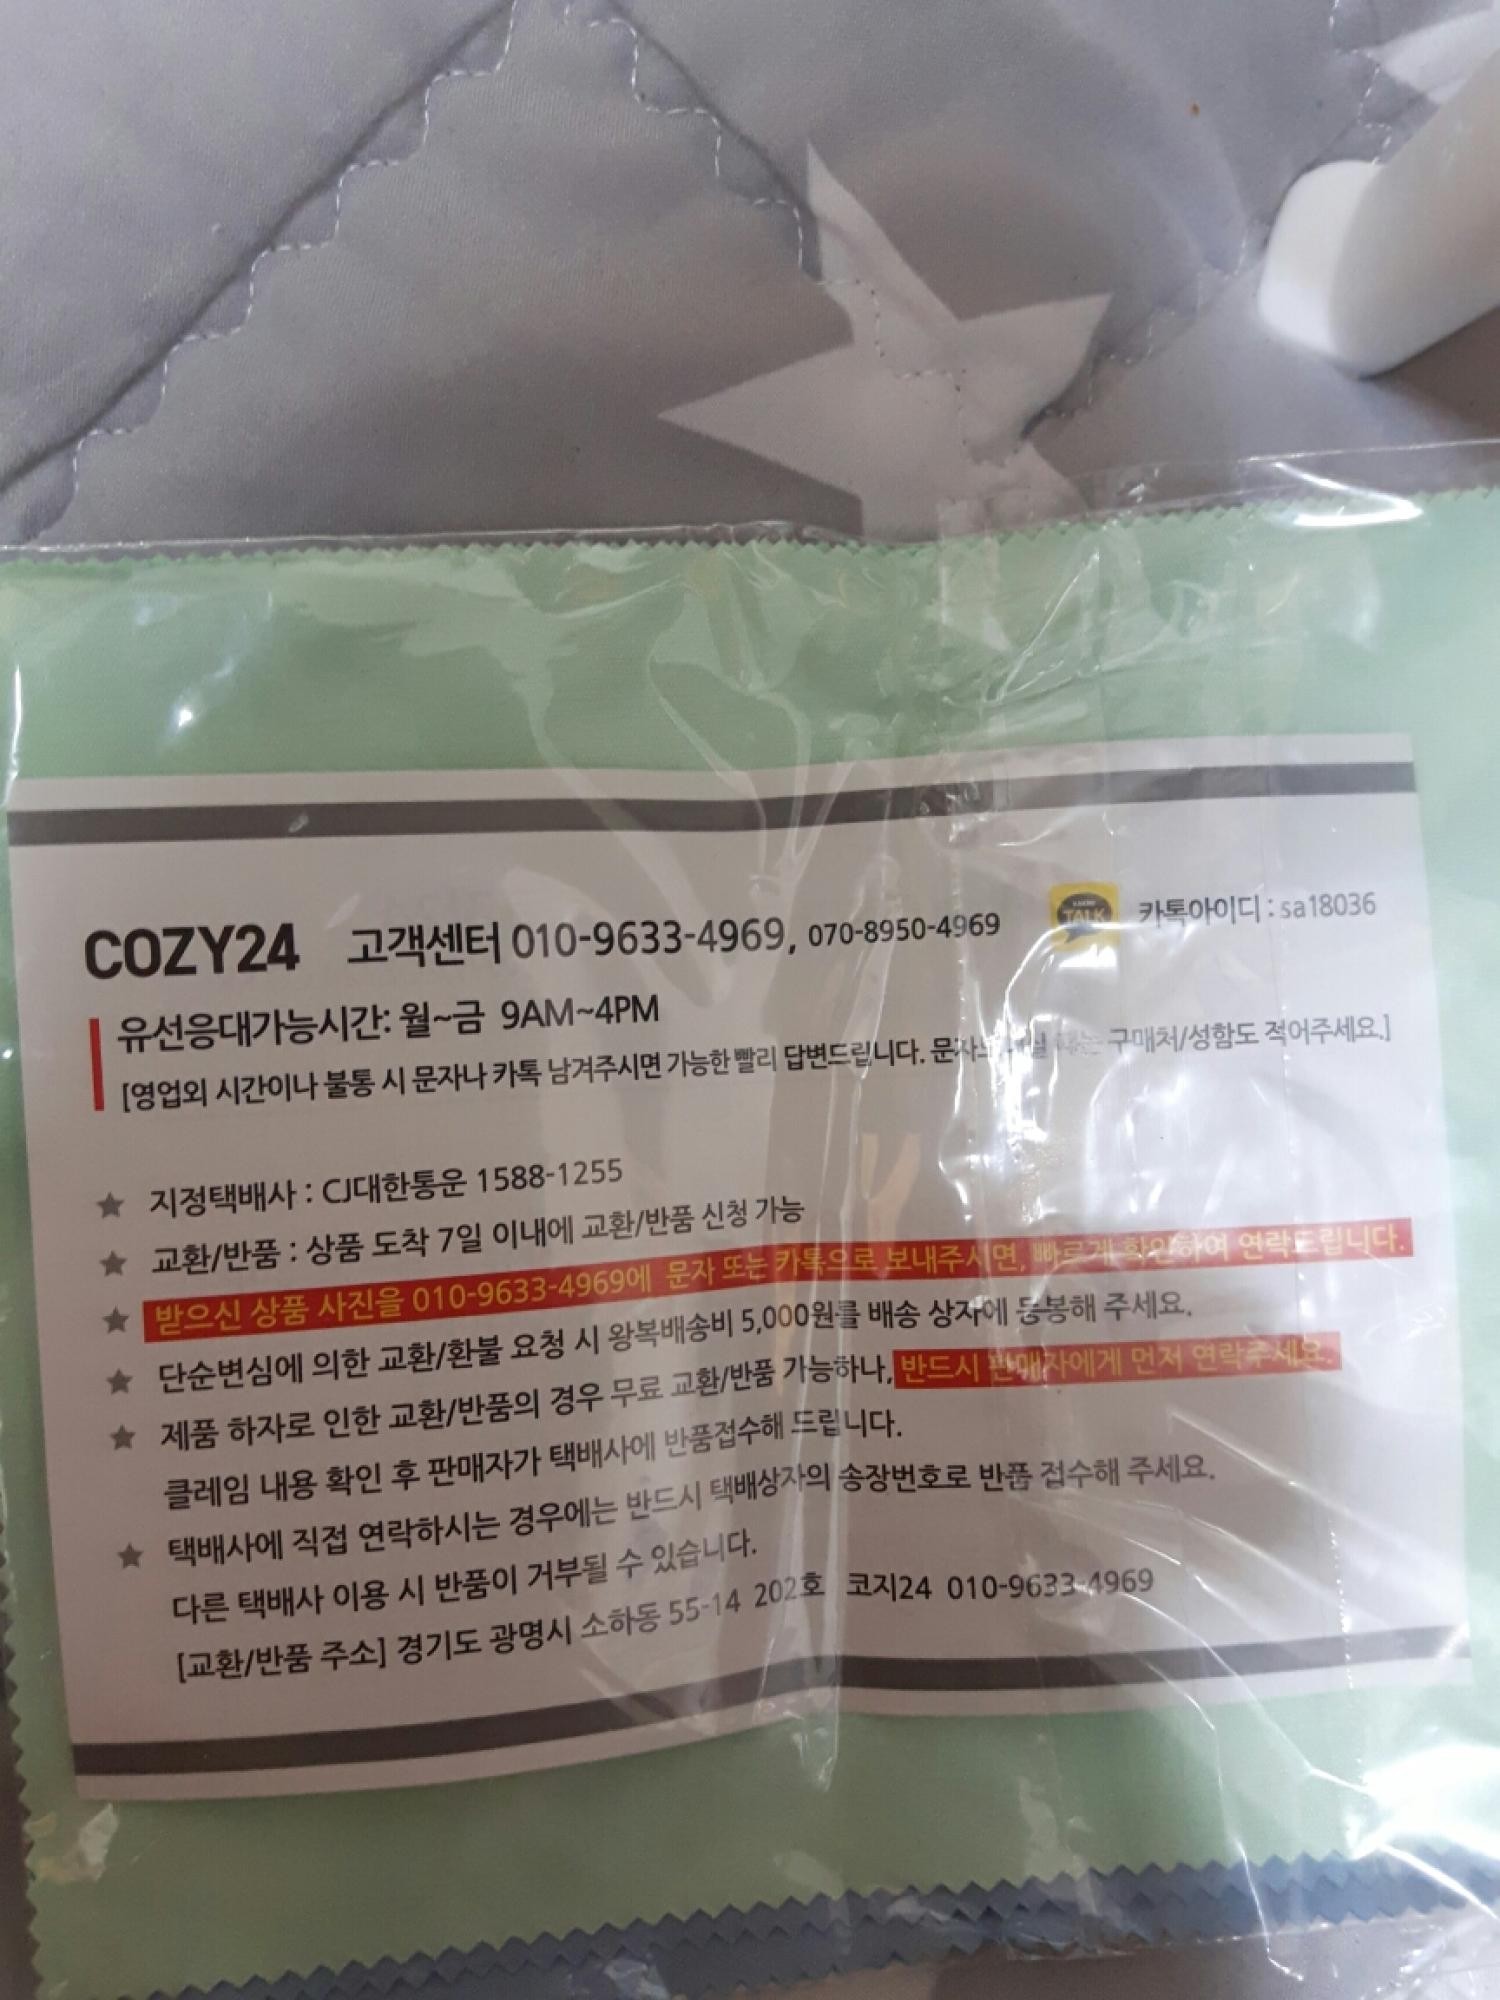 COZY24 고객센터 010-9633-4969, 070-8950-4969 TALK 카톡아이디 : sa18036
유선응대가능시간: 월~금 9AM~4PM
[영업외 시간이나 불통 시 문자나 카톡 남겨주시면 가능한 빨리 답변드립니다. 구매처/성함도 적어주세요.]
★ 지정택배사 : CJ대한통운 1588-1255
★ 교환/반품 : 상품 도착 7일 이내에 교환/반품 신청 가능
★ 받으신 상품 사진을 010-9633-4969에 문자 또는 카톡으로 보내주시면, 빠르게 확인하여 연락드립니다.
★ 단순변심에 의한 교환/환불 요청 시 왕복배송비 5,000원를 배송 상자에 동봉해 주세요.
★ 제품 하자로 인한 교환/반품의 경우 무료 교환/반품 가능하나, 반드시 판매자에게 먼저 연락주세요.
클레임 내용 확인 후 판매자가 택배사에 반품접수해 드립니다.
★ 택배사에 직접 연락하시는 경우에는 반드시 택배상자의 송장번호로 반품 접수해 주세요.
다른 택배사 이용 시 반품이 거부될 수 있습니다.
[교환/반품 주소] 경기도 광명시 소하동 55-14 202호 코지24 010-9633-4969